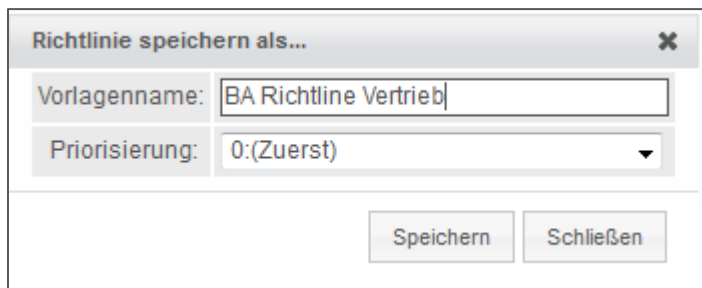 Richtlinie speichern als...
Vorlagenname: BA Richtline Vertrieb
Priorisierung: 0:(Zuerst)
Speichern Schließen